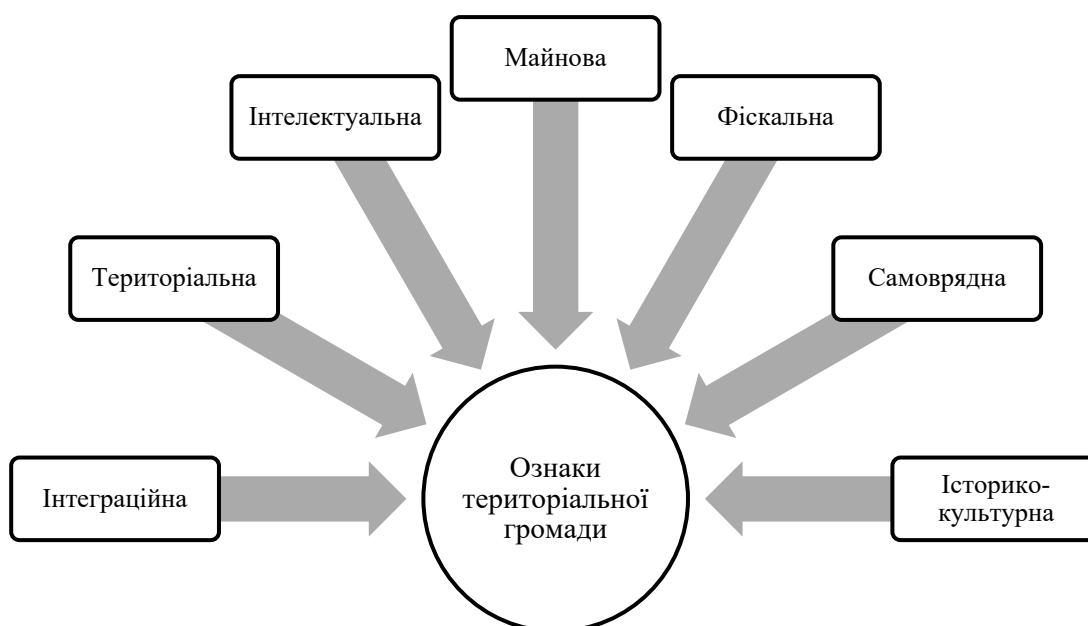 Майнова
Інтелектуальна
Фіскальна
Територіальна
Самоврядна
Ознаки
територіальної
громади
Інтеграційна
Історико-
культурна